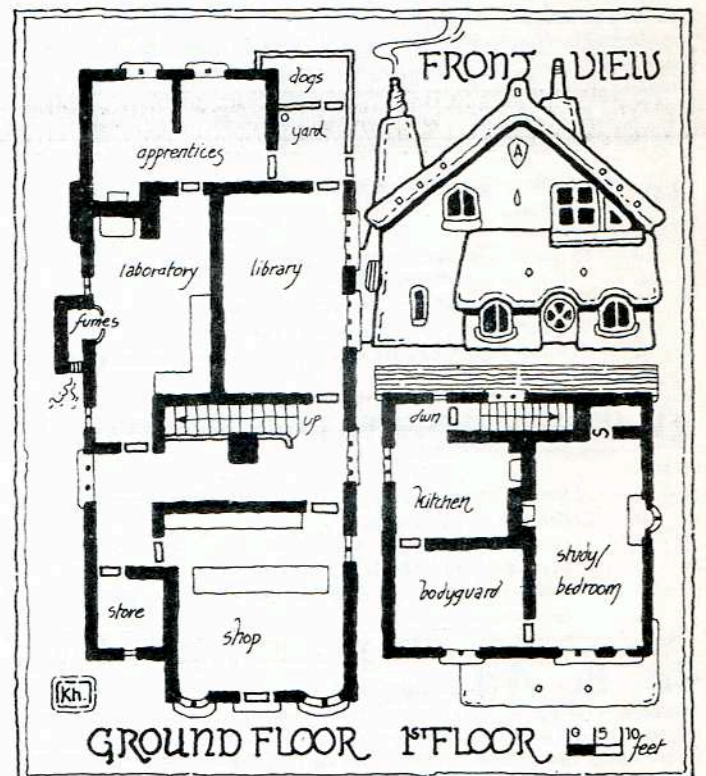 FRONT VIEW
A
dogs
yard
apprentices
laboratory
library
fumes
up
store
shop
dwn
S
kitchen
bodyguard
study/
bedroom
Kh.
GROUND FLOOR
1ST FLOOR
0 5 10
feet